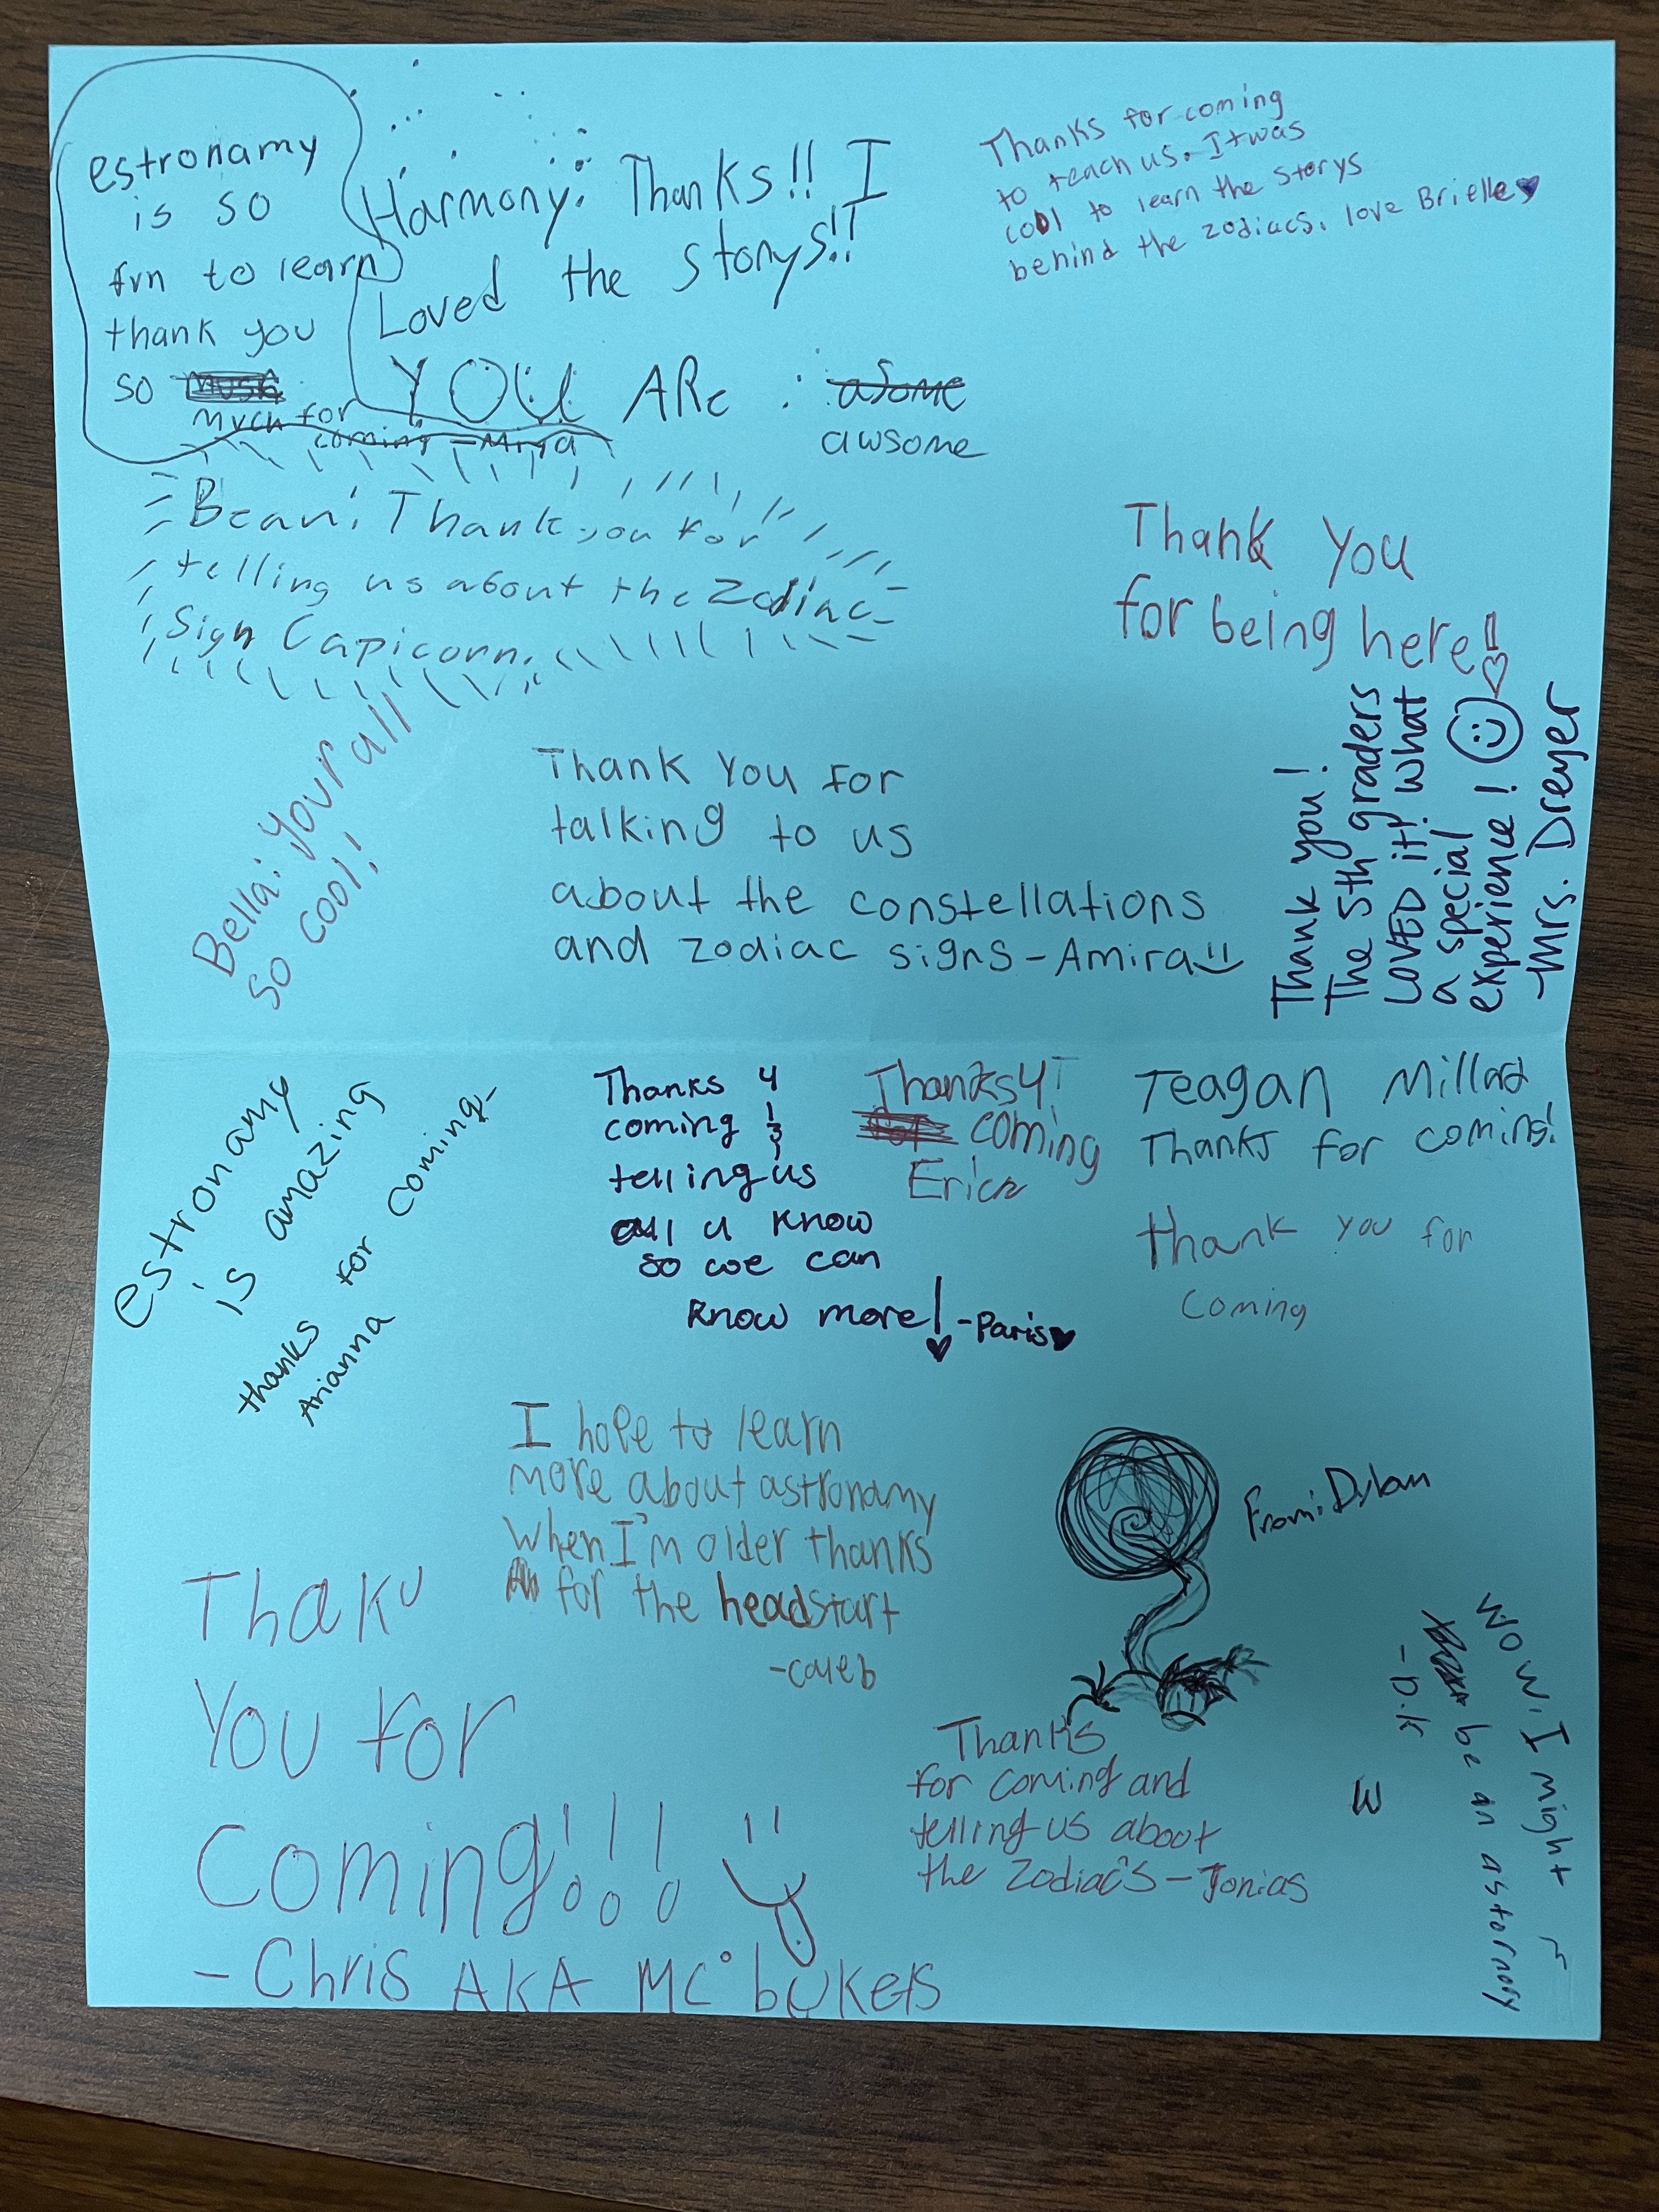 estronamy
is so
fun to learn
thank you
so
much for
coming - Mira
Harmony: Thanks!! I
Loved the storys!!
YOU ARe : asome
awsome
Thanks for coming
to teach us. It was
cool to learn the storys
behind the zodiacs. love Brielle
Bean: Thank you for
telling us about the Zodiac
Sign Capicorn.
Thank you
for being here!!
Bella: Your all
so cool!
Thank You For
talking to us
about the constellations
and zodiac signs - Amira
Thank you!
The 5th graders
LOVED it! What
a special
experience!
- Mrs. Dreyer
estronamy
is amazing
thanks for coming-
Arianna
Thanks 4
coming &
telling us
all u know
so we can
know more! - Paris
Thanks 4
coming
Erick
Teagan Millard
Thanks for coming!
thank you for
coming
I hope to learn
more about astronamy
when I'm older thanks
for the headstart
- caleb
From: Dylan
Thaku
You for
Coming!!!
- Chris AKA MC bukets
Thanks
for coming and
telling us about
the Zodiac's - Jonias
Wow, I might
be an astornomy
- a.k
W